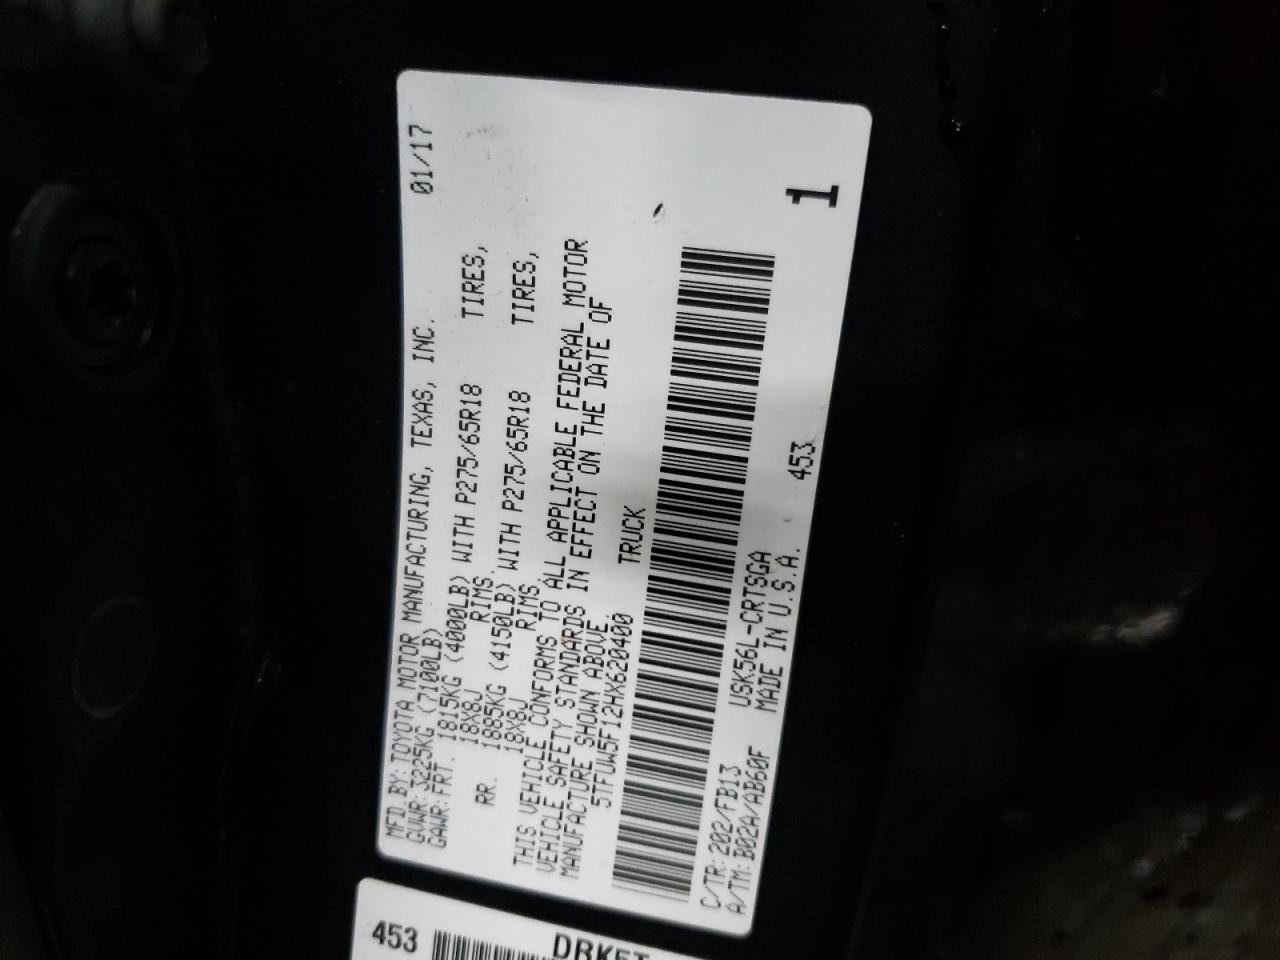 MFD. BY: TOYOTA MOTOR MANUFACTURING, TEXAS, INC. 01/17
GVWR: 3225KG (7100LB)
GAWR: FRT. 1815KG (4000LB) WITH P275/65R18 TIRES,
18X8J RIMS
RR. 1885KG (4150LB) WITH P275/65R18 TIRES,
18X8J RIMS
THIS VEHICLE CONFORMS TO ALL APPLICABLE FEDERAL MOTOR
VEHICLE SAFETY STANDARDS IN EFFECT ON THE DATE OF
MANUFACTURE SHOWN ABOVE.
5TFUW5F12HX620400 TRUCK
C/TR: 202/FB13 USK56L-CRTSGA
A/TM: B02A/AB60F MADE IN U.S.A. 453 1
453